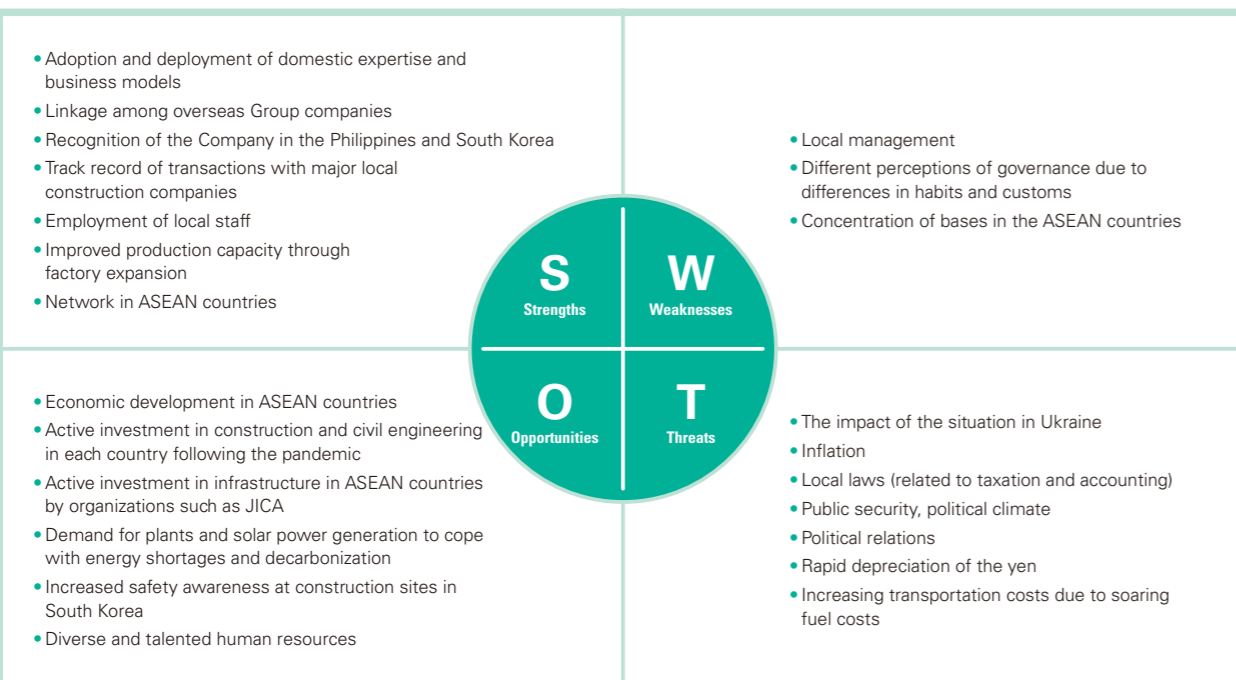 • Adoption and deployment of domestic expertise and
business models
• Linkage among overseas Group companies
• Recognition of the Company in the Philippines and South Korea
• Track record of transactions with major local
construction companies
• Employment of local staff
• Improved production capacity through
factory expansion
• Network in ASEAN countries
• Local management
• Different perceptions of governance due to
differences in habits and customs
• Concentration of bases in the ASEAN countries
S
Strengths
W
Weaknesses
O
Opportunities
T
Threats
• Economic development in ASEAN countries
• Active investment in construction and civil engineering
in each country following the pandemic
• Active investment in infrastructure in ASEAN countries
by organizations such as JICA
• Demand for plants and solar power generation to cope
with energy shortages and decarbonization
• Increased safety awareness at construction sites in
South Korea
• Diverse and talented human resources
• The impact of the situation in Ukraine
• Inflation
• Local laws (related to taxation and accounting)
• Public security, political climate
• Political relations
• Rapid depreciation of the yen
• Increasing transportation costs due to soaring
fuel costs